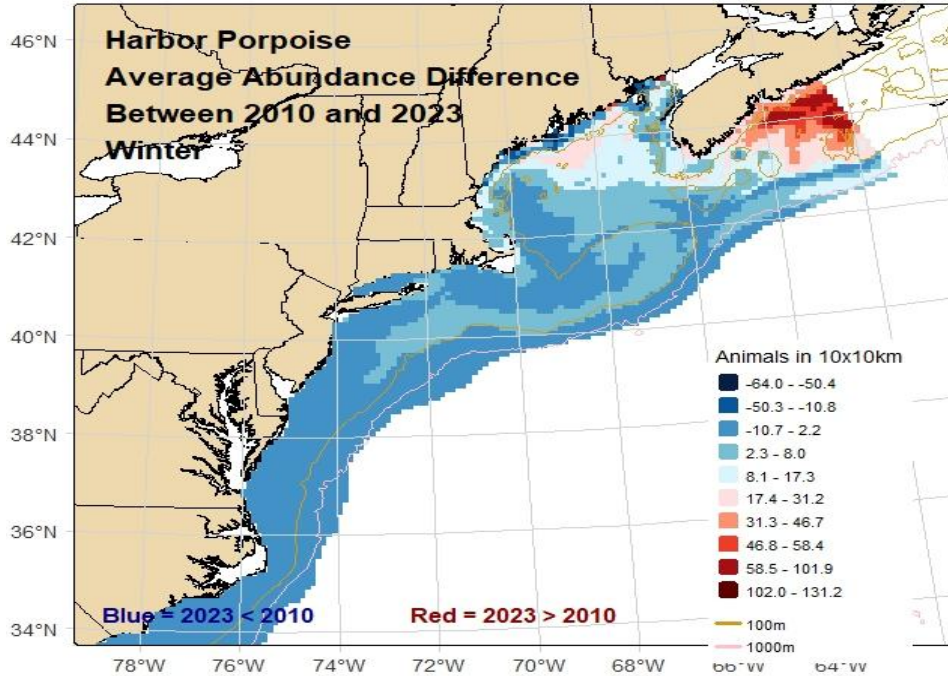 Harbor Porpoise
Average Abundance Difference
Between 2010 and 2023
Winter
46°N
44°N
42°N
40°N
38°N
36°N
34°N
Animals in 10x10km
-64.0 - -50.4
-50.3 - -10.8
-10.7 - 2.2
2.3 - 8.0
8.1 - 17.3
17.4 - 31.2
31.3 - 46.7
46.8 - 58.4
58.5 - 101.9
102.0 - 131.2
100m
1000m
Blue = 2023 < 2010 Red = 2023 > 2010
78°W 76°W 74°W 72°W 70°W 68°W 66°W 64°W